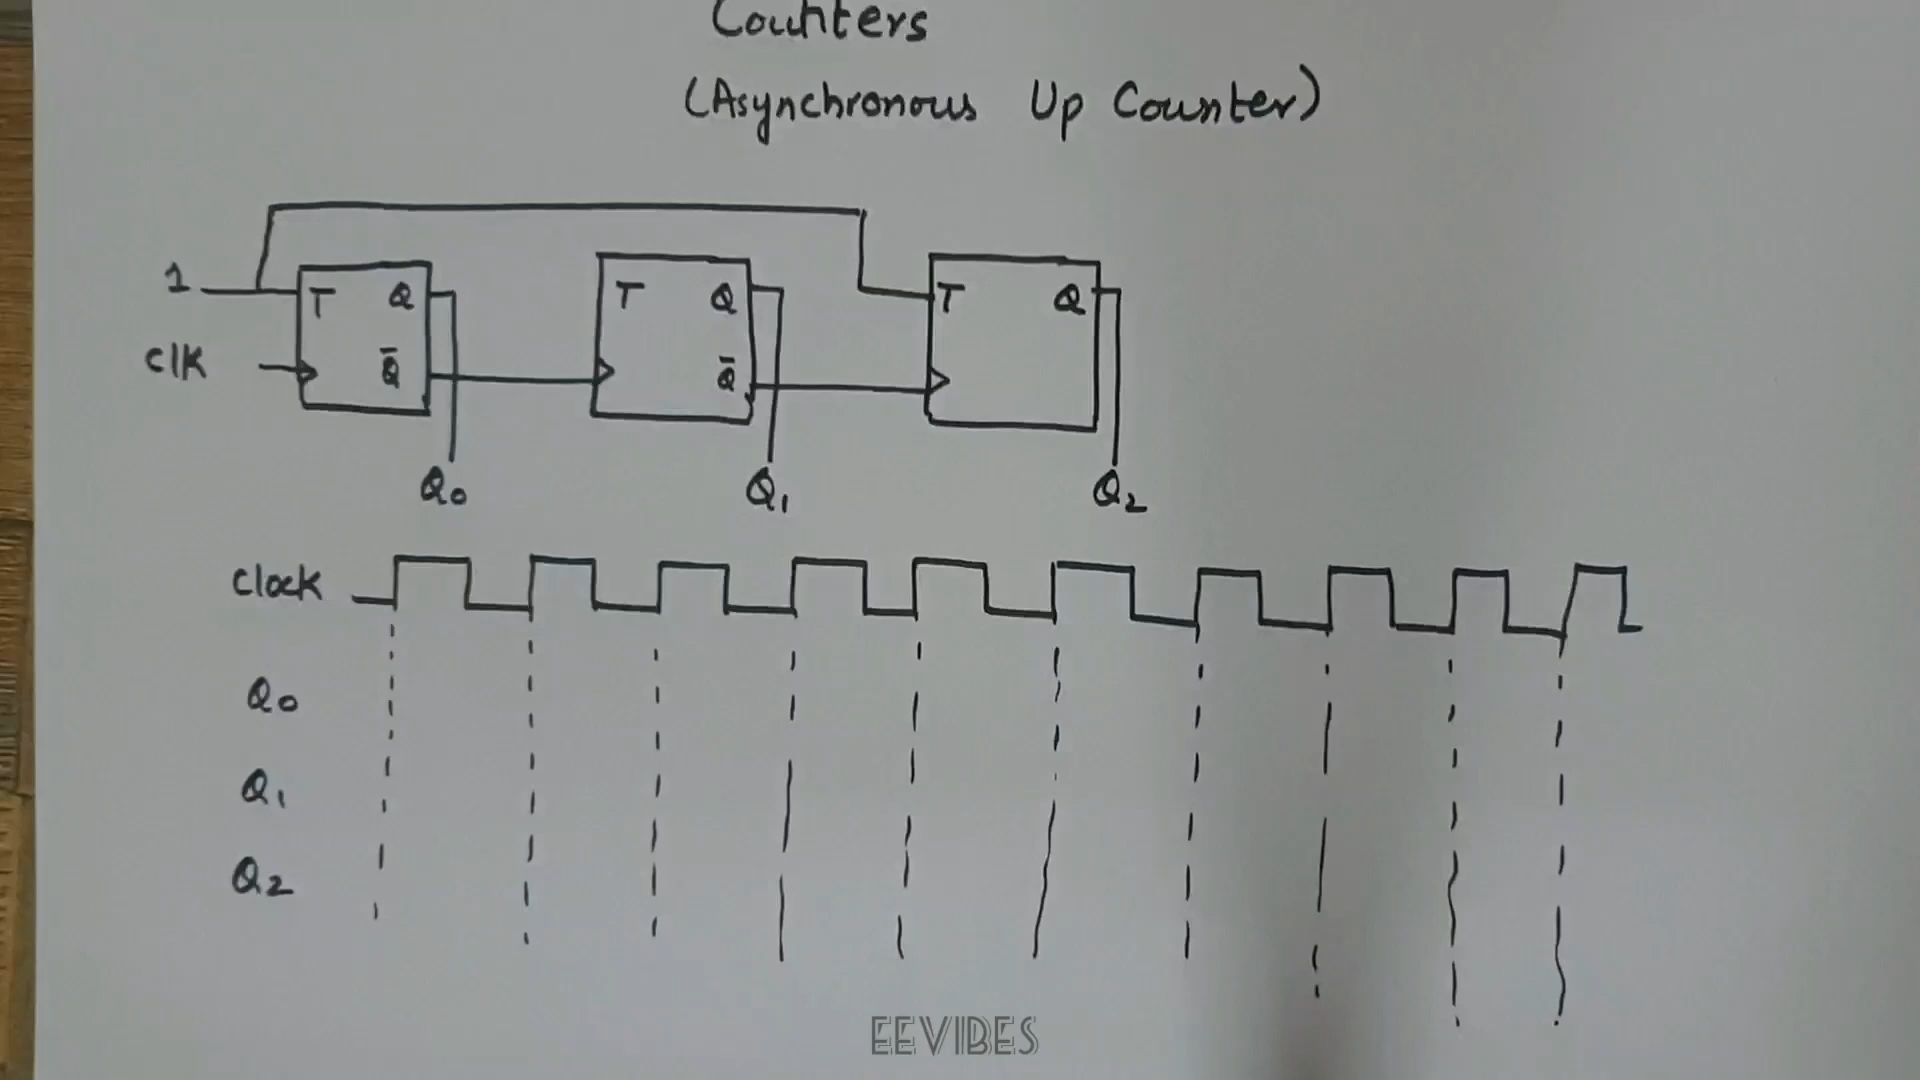 Counters
(Asynchronous Up Counter)
1 T Q T Q T Q
Clk Q̅ Q̅
Q0 Q1 Q2
Clock
Q0
Q1
Q2
EEVIBES